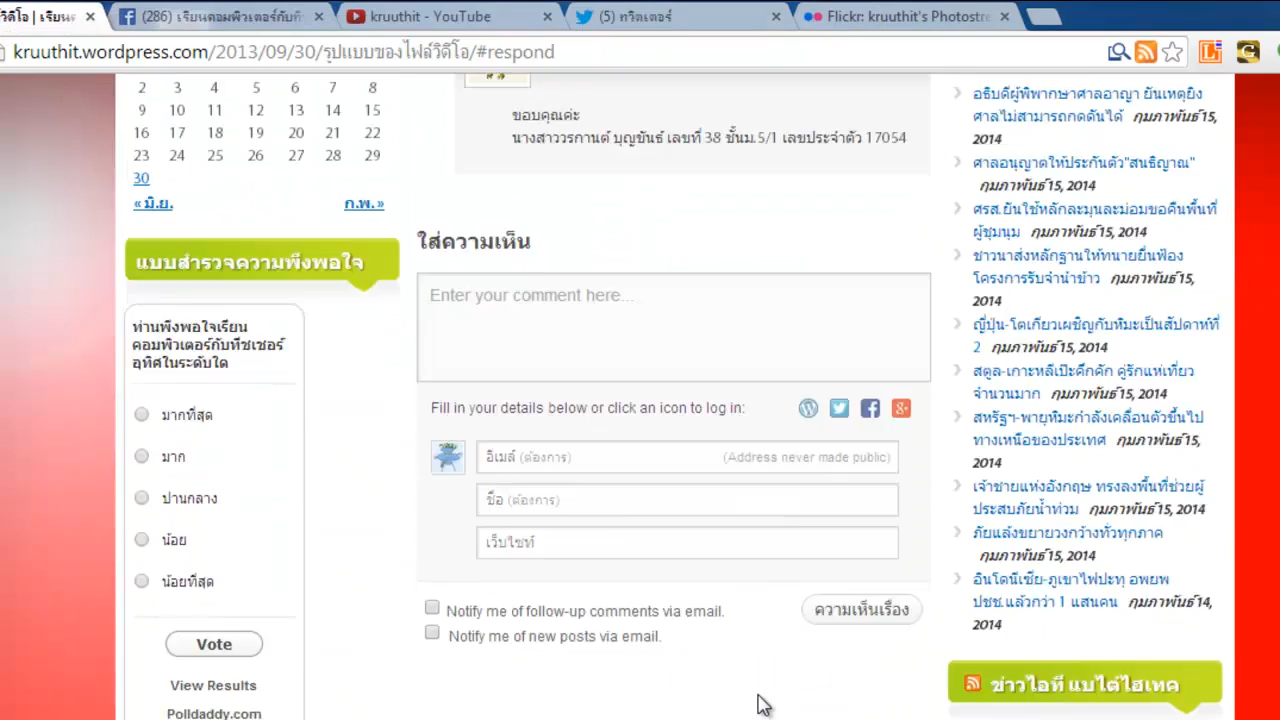 วิดีโอ | เรียน
(286) เรียนคอมพิวเตอร์กับที
kruuthit - YouTube
(5) ทวิตเตอร์
Flickr: kruuthit's Photostre
kruuthit.wordpress.com/2013/09/30/รูปแบบของไฟล์วิดีโอ/#respond
2 3 4 5 6 7 8
9 10 11 12 13 14 15
16 17 18 19 20 21 22
23 24 25 26 27 28 29
30
« มิ.ย. ก.พ. »
แบบสำรวจความพึงพอใจ
ท่านพึงพอใจเรียน
คอมพิวเตอร์กับทีชเชอร์
อุทิศในระดับใด
มากที่สุด
มาก
ปานกลาง
น้อย
น้อยที่สุด
Vote
View Results
Polldaddy.com
ขอบคุณค่ะ
นางสาววรกานต์ บุญขันธ์ เลขที่ 38 ชั้นม.5/1 เลขประจำตัว 17054
ใส่ความเห็น
Enter your comment here...
Fill in your details below or click an icon to log in:
อีเมล์ (ต้องการ) (Address never made public)
ชื่อ (ต้องการ)
เว็บไซท์
Notify me of follow-up comments via email.
Notify me of new posts via email.
ความเห็นเรื่อง
อธิบดีผู้พิพากษาศาลอาญา ยันเหตุยิง
ศาลไม่สามารถกดดันได้ กุมภาพันธ์ 15,
2014
ศาลอนุญาตให้ประกันตัว"สนธิญาณ"
กุมภาพันธ์ 15, 2014
ศรส.ยันใช้หลักละมุนละม่อมขอคืนพื้นที่
ผู้ชุมนุม กุมภาพันธ์ 15, 2014
ชาวนาส่งหลักฐานให้ทนายยื่นฟ้อง
โครงการรับจำนำข้าว กุมภาพันธ์ 15,
2014
ญี่ปุ่น-โตเกียวเผชิญกับหิมะเป็นสัปดาห์ที่
2 กุมภาพันธ์ 15, 2014
สตูล-เกาะหลีเป๊ะคึกคัก คู่รักแห่เที่ยว
จำนวนมาก กุมภาพันธ์ 15, 2014
สหรัฐฯ-พายุหิมะกำลังเคลื่อนตัวขึ้นไป
ทางเหนือของประเทศ กุมภาพันธ์ 15,
2014
เจ้าชายแห่งอังกฤษ ทรงลงพื้นที่ช่วยผู้
ประสบภัยน้ำท่วม กุมภาพันธ์ 15, 2014
ภัยแล้งขยายวงกว้างทั่วทุกภาค
กุมภาพันธ์ 15, 2014
อินโดนีเซีย-ภูเขาไฟปะทุ อพยพ
ปชช.แล้วกว่า 1 แสนคน กุมภาพันธ์ 14,
2014
ข่าวไอที แบไต๋ไฮเทค